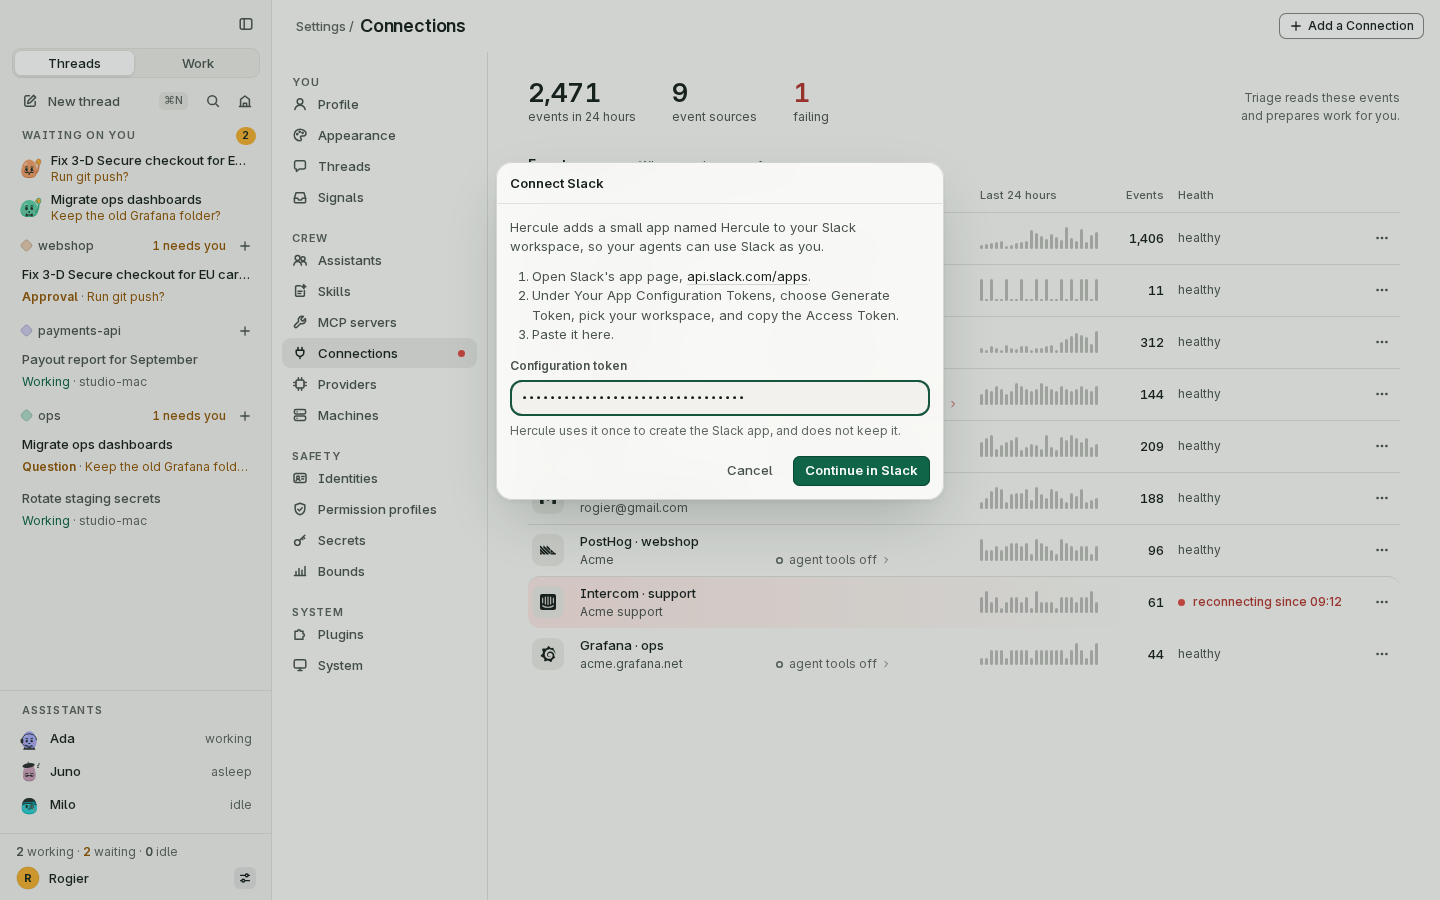 Threads
Work
New thread
⌘N
WAITING ON YOU
2
Fix 3-D Secure checkout for E...
Run git push?
Migrate ops dashboards
Keep the old Grafana folder?
webshop
1 needs you
Fix 3-D Secure checkout for EU car...
Approval · Run git push?
payments-api
Payout report for September
Working · studio-mac
ops
1 needs you
Migrate ops dashboards
Question · Keep the old Grafana fold...
Rotate staging secrets
Working · studio-mac
ASSISTANTS
Ada
working
Juno
asleep
Milo
idle
2 working · 2 waiting · 0 idle
R
Rogier
Settings / Connections
Add a Connection
YOU
Profile
Appearance
Threads
Signals
CREW
Assistants
Skills
MCP servers
Connections
Providers
Machines
SAFETY
Identities
Permission profiles
Secrets
Bounds
SYSTEM
Plugins
System
2,471
events in 24 hours
9
event sources
1
failing
Triage reads these events
and prepares work for you.
Connect Slack
Hercule adds a small app named Hercule to your Slack
workspace, so your agents can use Slack as you.
1. Open Slack's app page, api.slack.com/apps.
2. Under Your App Configuration Tokens, choose Generate
Token, pick your workspace, and copy the Access Token.
3. Paste it here.
Configuration token
Hercule uses it once to create the Slack app, and does not keep it.
Cancel
Continue in Slack
Last 24 hours
Events
Health
1,406
healthy
11
healthy
312
healthy
144
healthy
209
healthy
rogier@gmail.com
188
healthy
PostHog · webshop
Acme
agent tools off
96
healthy
Intercom · support
Acme support
61
reconnecting since 09:12
Grafana · ops
acme.grafana.net
agent tools off
44
healthy